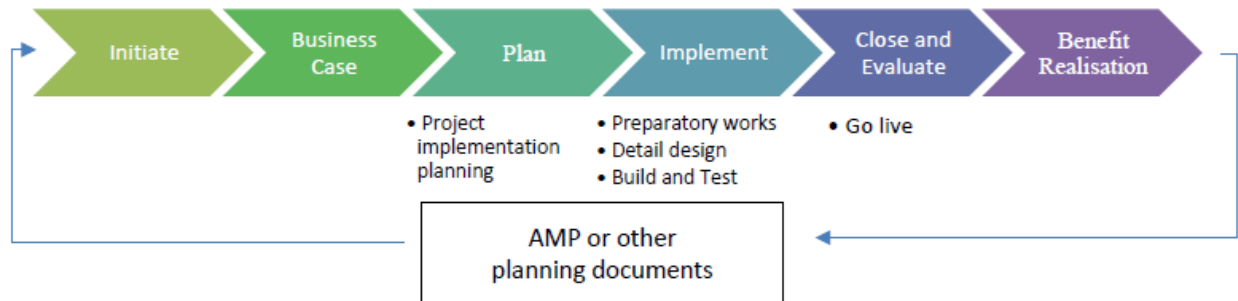 Initiate
Business
Case
Plan
Implement
Close and
Evaluate
Benefit
Realisation
• Project
implementation
planning
• Preparatory works
• Detail design
• Build and Test
• Go live
AMP or other
planning documents